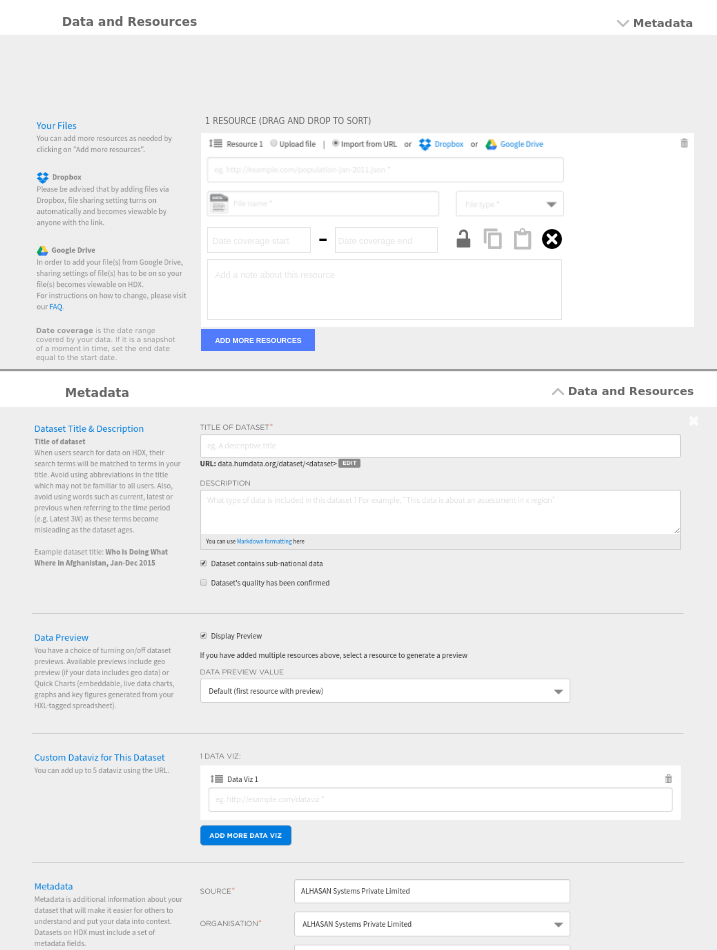 Data and Resources
Metadata
Your Files
You can add more resources as needed by
clicking on "Add more resources".
Dropbox
Please be advised that by adding files via
Dropbox, file sharing setting turns on
automatically and becomes viewable by
anyone with the link.
Google Drive
In order to add your file(s) from Google Drive,
sharing settings of file(s) has to be on so your
file(s) becomes viewable on HDX.
For instructions on how to change, please visit
our FAQ.
Date coverage is the date range
covered by your data. If it is a snapshot
of a moment in time, set the end date
equal to the start date.
1 RESOURCE (DRAG AND DROP TO SORT)
Resource 1 Upload file | Import from URL or Dropbox or Google Drive
eg. http://example.com/population-jan-2011.json *
File name *
File type *
Date coverage start – Date coverage end
Add a note about this resource
ADD MORE RESOURCES
Metadata
Data and Resources
Dataset Title & Description
Title of dataset
When users search for data on HDX, their
search terms will be matched to terms in your
title. Avoid using abbreviations in the title
which may not be familiar to all users. Also,
avoid using words such as current, latest or
previous when referring to the time period
(e.g. Latest 3W) as these terms become
misleading as the dataset ages.
Example dataset title: Who Is Doing What
Where in Afghanistan, Jan-Dec 2015
TITLE OF DATASET*
eg. A descriptive title
URL: data.humdata.org/dataset/<dataset> EDIT
DESCRIPTION
What type of data is included in this dataset ? For example, "This data is about an assessment in x region"
You can use Markdown formatting here
Dataset contains sub-national data
Dataset's quality has been confirmed
Data Preview
You have a choice of turning on/off dataset
previews. Available previews include geo
preview (if your data includes geo data) or
Quick Charts (embeddable, live data charts,
graphs and key figures generated from your
HXL-tagged spreadsheet).
Display Preview
If you have added multiple resources above, select a resource to generate a preview
DATA PREVIEW VALUE
Default (first resource with preview)
Custom Dataviz for This Dataset
You can add up to 5 dataviz using the URL.
1 DATA VIZ:
Data Viz 1
eg. http://example.com/dataviz *
ADD MORE DATA VIZ
Metadata
Metadata is additional information about your
dataset that will make it easier for others to
understand and put your data into context.
Datasets on HDX must include a set of
metadata fields.
SOURCE*
ALHASAN Systems Private Limited
ORGANISATION*
ALHASAN Systems Private Limited